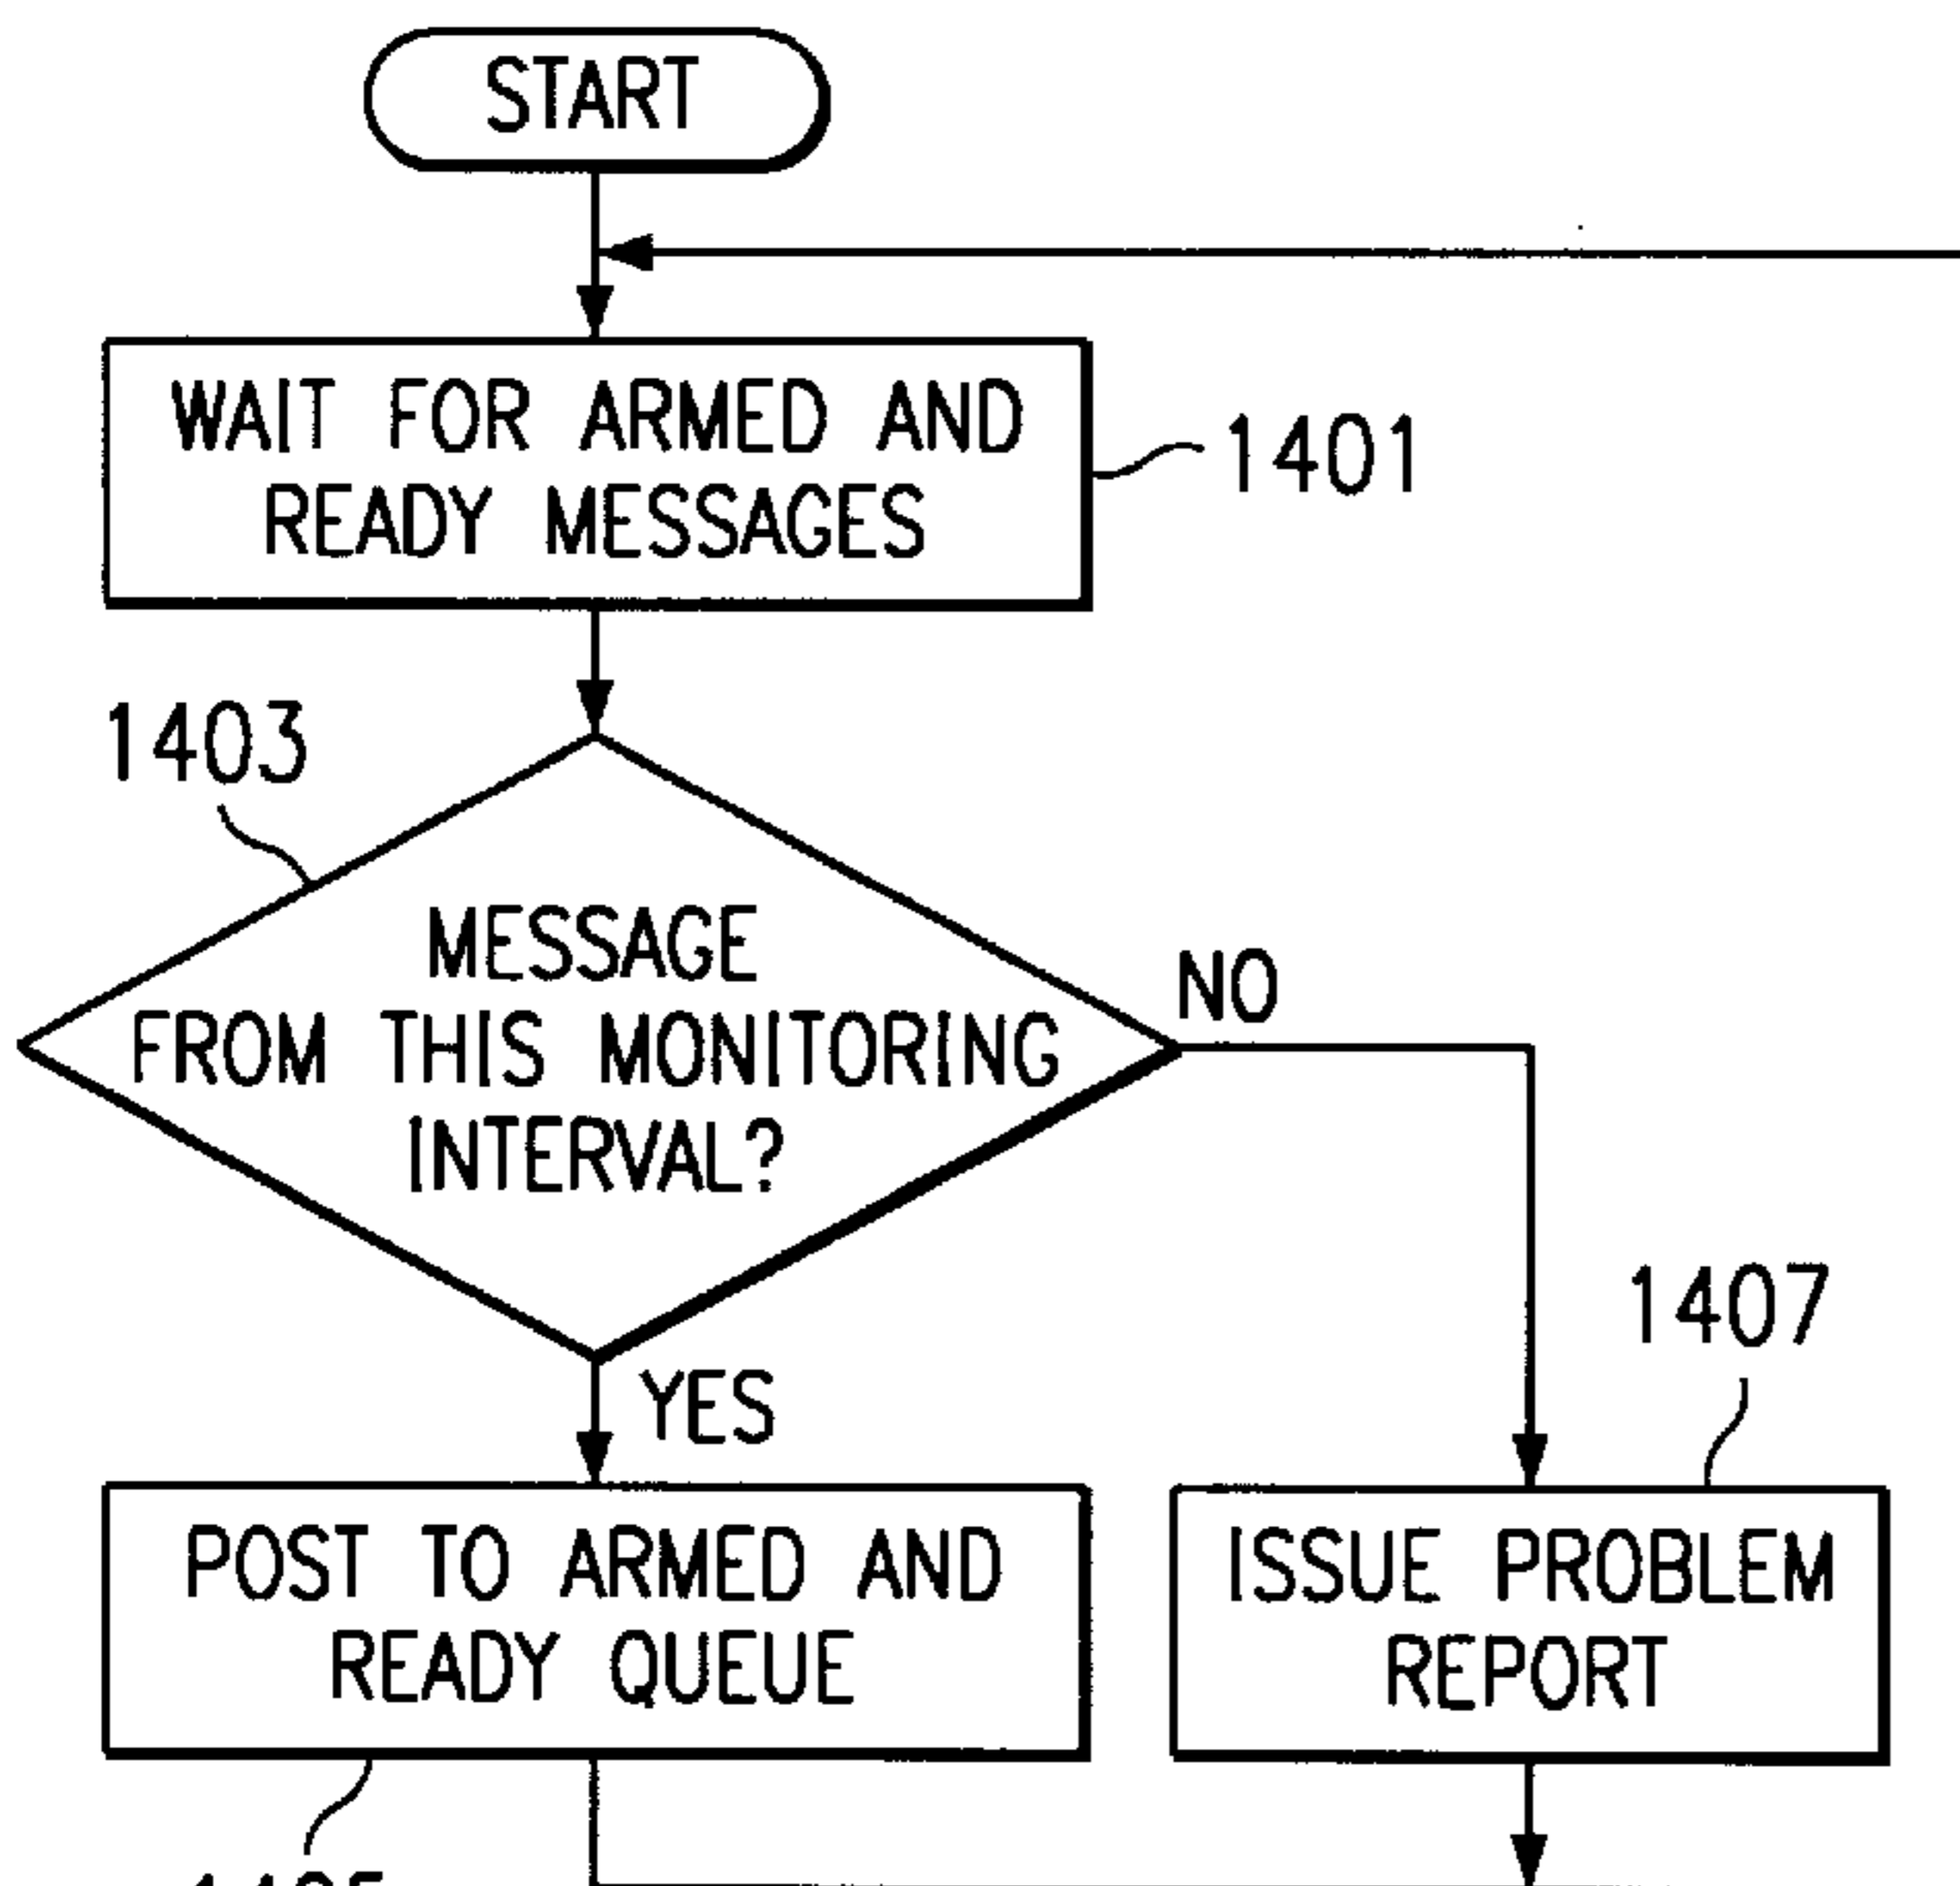 START
WAIT FOR ARMED AND
READY MESSAGES
1401
1403
MESSAGE
FROM THIS MONITORING
INTERVAL?
NO
YES
1407
POST TO ARMED AND
READY QUEUE
ISSUE PROBLEM
REPORT